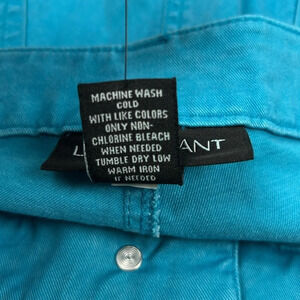 MACHINE WASH
COLD
WITH LIKE COLORS
ONLY NON-
CHLORINE BLEACH
WHEN NEEDED
TUMBLE DRY LOW
WARM IRON
IF NEEDED